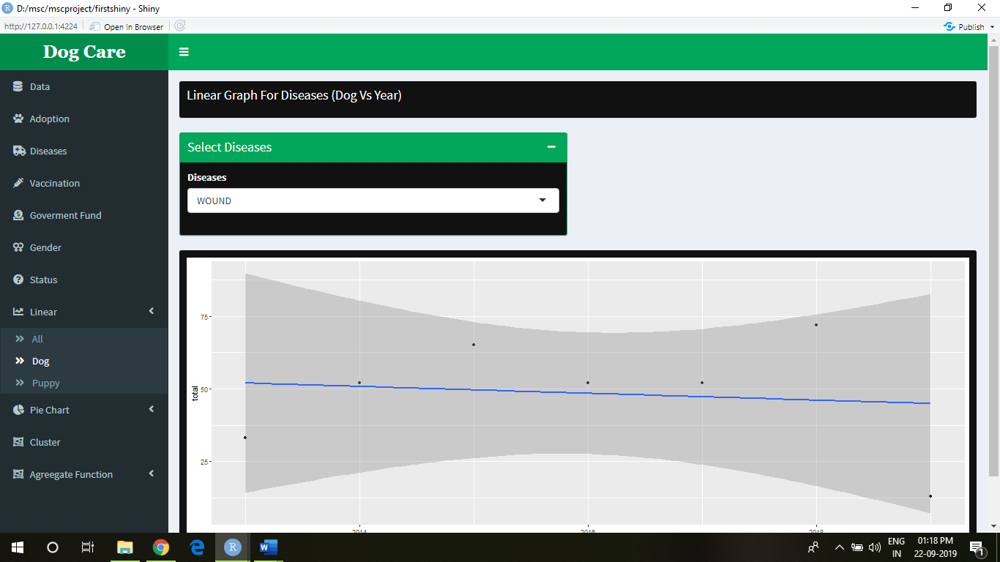 D:/msc/mscproject/firstshiny - Shiny
http://127.0.0.1:4224
Open in Browser
Publish
Dog Care
Data
Adoption
Diseases
Vaccination
Goverment Fund
Gender
Status
Linear
All
Dog
Puppy
Pie Chart
Cluster
Agreegate Function
Linear Graph For Diseases (Dog Vs Year)
Select Diseases
Diseases
WOUND
75
50
25
total
2014
2016
2018
ENG
IN
01:18 PM
22-09-2019
1